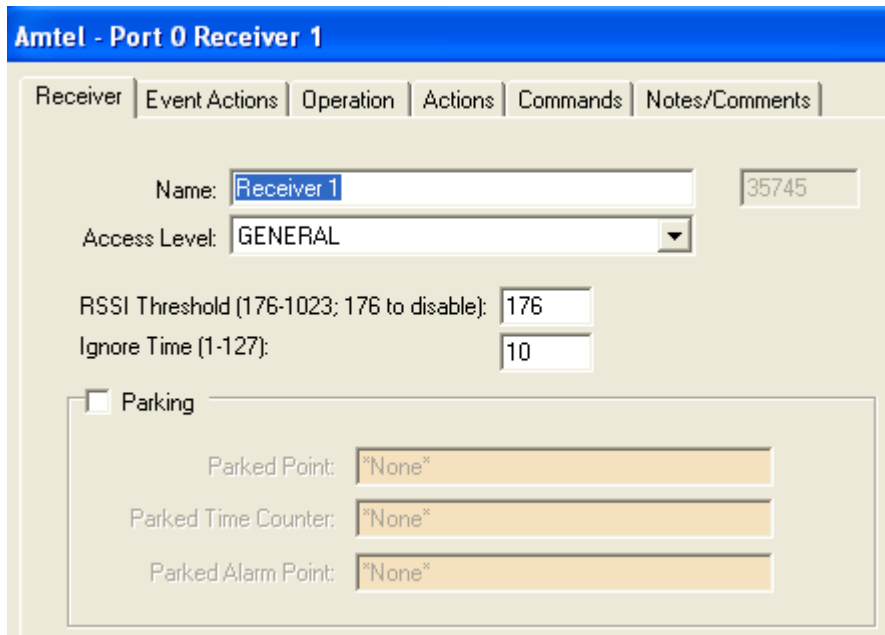 Amtel - Port 0 Receiver 1
Receiver Event Actions Operation Actions Commands Notes/Comments
Name: Receiver 1 35745
Access Level: GENERAL
RSSI Threshold (176-1023; 176 to disable): 176
Ignore Time (1-127): 10
Parking
Parked Point: *None*
Parked Time Counter: *None*
Parked Alarm Point: *None*